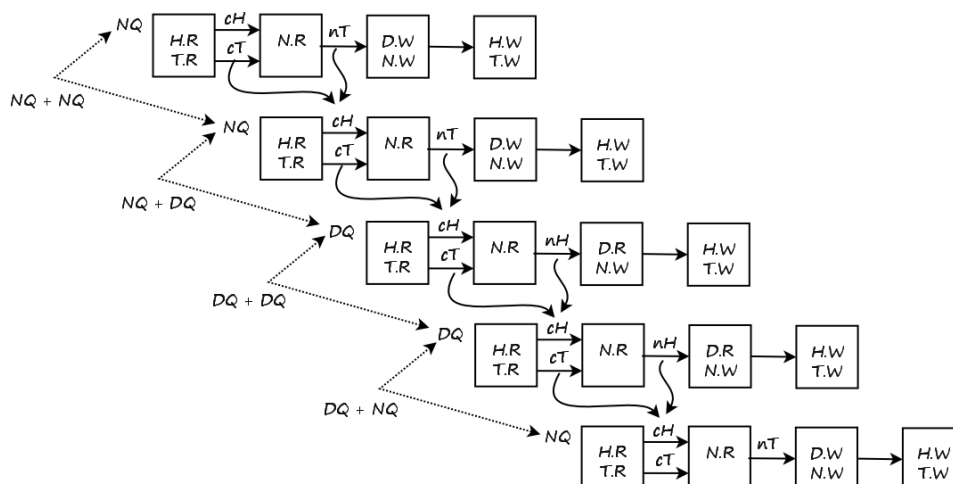 NQ
H.R
T.R
cH
cT
N.R
nT
D.W
N.W
H.W
T.W
NQ + NQ
NQ
H.R
T.R
cH
cT
N.R
nT
D.W
N.W
H.W
T.W
NQ + DQ
DQ
H.R
T.R
cH
cT
N.R
nH
D.R
N.W
H.W
T.W
DQ + DQ
DQ
H.R
T.R
cH
cT
N.R
nH
D.R
N.W
H.W
T.W
DQ + NQ
NQ
H.R
T.R
cH
cT
N.R
nT
D.W
N.W
H.W
T.W